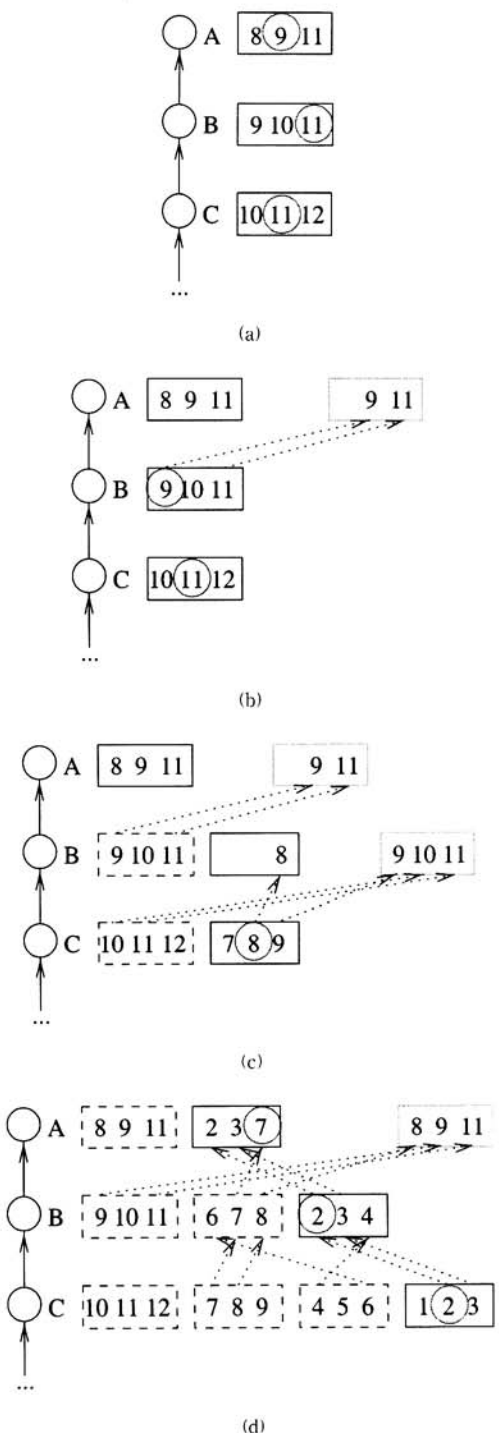 A 8 9 11
B 9 10 11
C 10 11 12
...
(a)
A 8 9 11 9 11
B 9 10 11
C 10 11 12
...
(b)
A 8 9 11 9 11
B 9 10 11 8 9 10 11
C 10 11 12 7 8 9
...
(c)
A 8 9 11 2 3 7 8 9 11
B 9 10 11 6 7 8 2 3 4
C 10 11 12 7 8 9 4 5 6 1 2 3
...
(d)